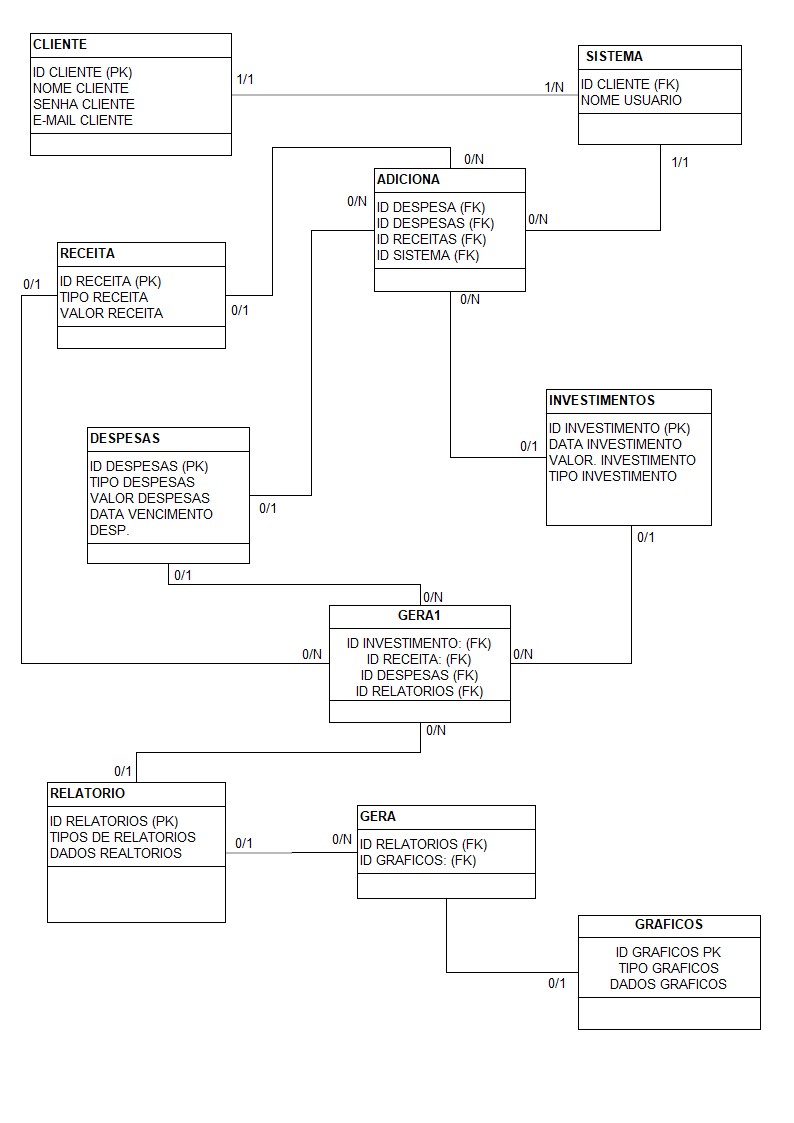 CLIENTE
ID CLIENTE (PK)
NOME CLIENTE
SENHA CLIENTE
E-MAIL CLIENTE
1/1
1/N
SISTEMA
ID CLIENTE (FK)
NOME USUARIO
1/1
0/N
ADICIONA
ID DESPESA (FK)
ID DESPESAS (FK)
ID RECEITAS (FK)
ID SISTEMA (FK)
0/N
0/N
0/N
RECEITA
ID RECEITA (PK)
TIPO RECEITA
VALOR RECEITA
0/1
0/1
INVESTIMENTOS
ID INVESTIMENTO (PK)
DATA INVESTIMENTO
VALOR. INVESTIMENTO
TIPO INVESTIMENTO
0/1
0/1
DESPESAS
ID DESPESAS (PK)
TIPO DESPESAS
VALOR DESPESAS
DATA VENCIMENTO
DESP.
0/1
0/1
0/N
GERA1
ID INVESTIMENTO: (FK)
ID RECEITA: (FK)
ID DESPESAS (FK)
ID RELATORIOS (FK)
0/N
0/N
0/N
0/1
RELATORIO
ID RELATORIOS (PK)
TIPOS DE RELATORIOS
DADOS REALTORIOS
0/1
0/N
GERA
ID RELATORIOS (FK)
ID GRAFICOS: (FK)
0/1
GRAFICOS
ID GRAFICOS PK
TIPO GRAFICOS
DADOS GRAFICOS